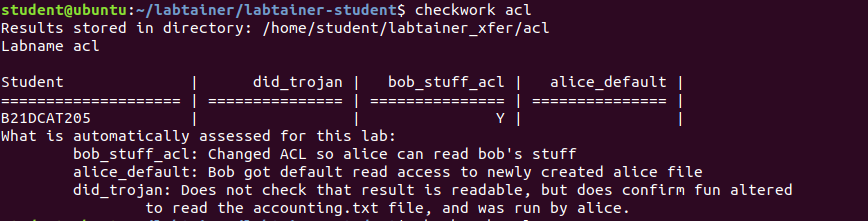 student@ubuntu:~/labtainer/labtainer-student$ checkwork acl
Results stored in directory: /home/student/labtainer_xfer/acl
Labname acl
Student | did_trojan | bob_stuff_acl | alice_default |
==================== | =============== | =============== | =============== |
B21DCAT205 | | Y | |
What is automatically assessed for this lab:
bob_stuff_acl: Changed ACL so alice can read bob's stuff
alice_default: Bob got default read access to newly created alice file
did_trojan: Does not check that result is readable, but does confirm fun altered
to read the accounting.txt file, and was run by alice.